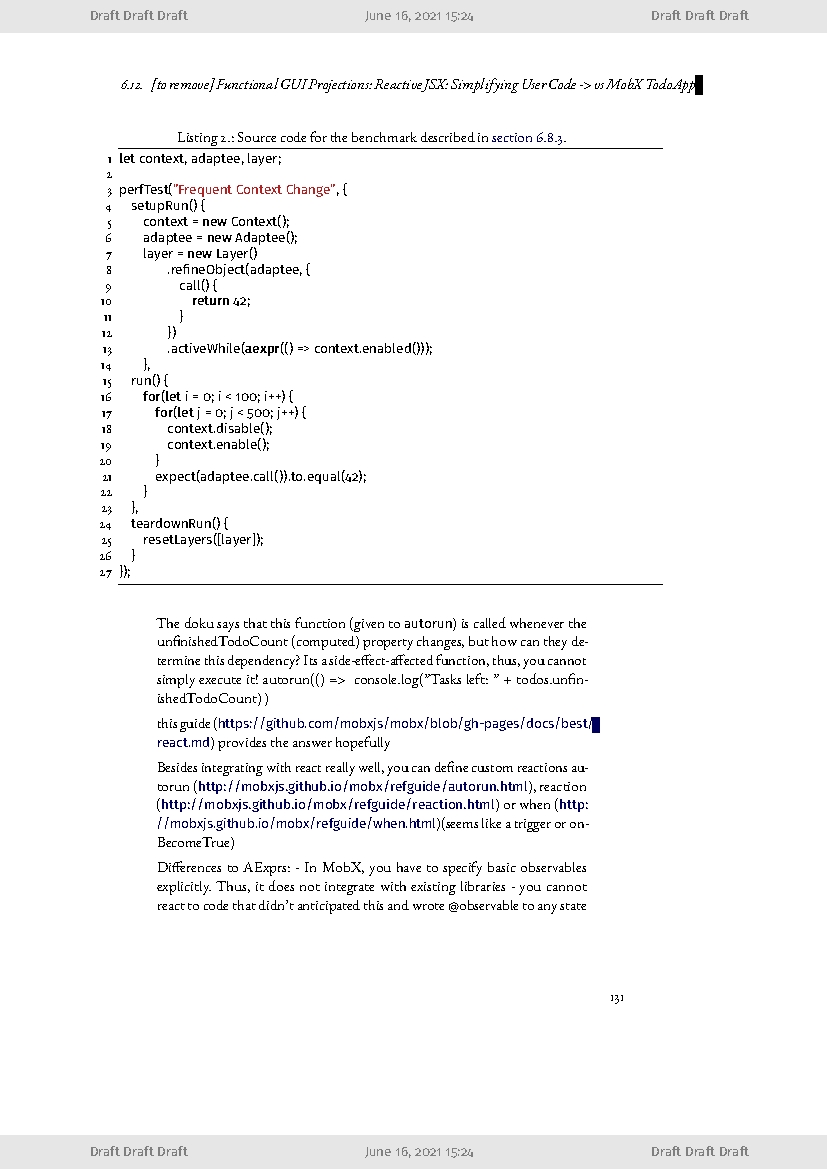 Draft Draft Draft June 16, 2021 15:24 Draft Draft Draft
6.12. [to remove] Functional GUI Projections: Reactive JSX: Simplifying User Code -> vs MobX TodoApp
Listing 2.: Source code for the benchmark described in section 6.8.3.
1 let context, adaptee, layer;
2
3 perfTest("Frequent Context Change", {
4 setupRun() {
5 context = new Context();
6 adaptee = new Adaptee();
7 layer = new Layer()
8 .refineObject(adaptee, {
9 call() {
10 return 42;
11 }
12 })
13 .activeWhile(aexpr(() => context.enabled()));
14 },
15 run() {
16 for(let i = 0; i < 100; i++) {
17 for(let j = 0; j < 500; j++) {
18 context.disable();
19 context.enable();
20 }
21 expect(adaptee.call()).to.equal(42);
22 }
23 },
24 teardownRun() {
25 resetLayers([layer]);
26 }
27 });
The doku says that this function (given to autorun) is called whenever the
unfinishedTodoCount (computed) property changes, but how can they de-
termine this dependency? Its a side-effect-affected function, thus, you cannot
simply execute it! autorun(() => console.log("Tasks left: " + todos.unfin-
ishedTodoCount) )
this guide (https://github.com/mobxjs/mobx/blob/gh-pages/docs/best/
react.md) provides the answer hopefully
Besides integrating with react really well, you can define custom reactions au-
torun (http://mobxjs.github.io/mobx/refguide/autorun.html), reaction
(http://mobxjs.github.io/mobx/refguide/reaction.html) or when (http:
//mobxjs.github.io/mobx/refguide/when.html)(seems like a trigger or on-
BecomeTrue)
Differences to AExprs: - In MobX, you have to specify basic observables
explicitly. Thus, it does not integrate with existing libraries - you cannot
react to code that didn't anticipated this and wrote @observable to any state
131
Draft Draft Draft June 16, 2021 15:24 Draft Draft Draft